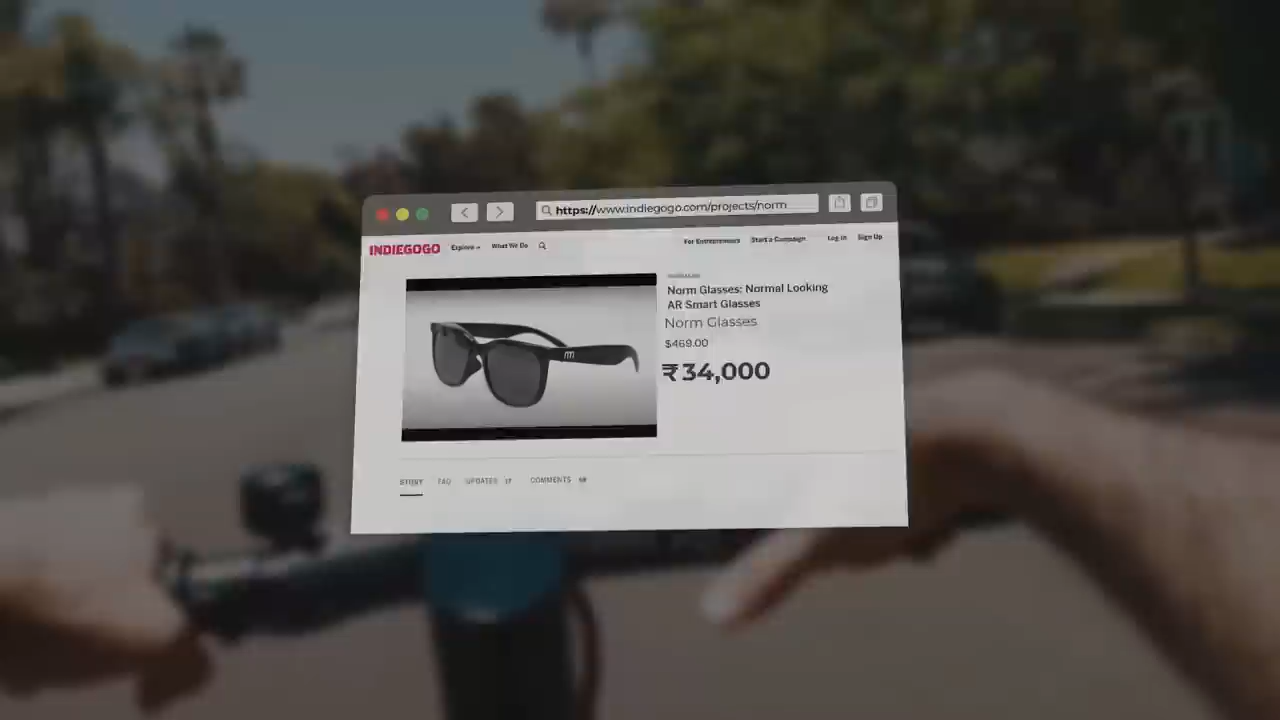 https://www.indiegogo.com/projects/norm
INDIEGOGO Explore What We Do For Entrepreneurs Start a Campaign Log In Sign Up
Norm Glasses: Normal Looking
AR Smart Glasses
Norm Glasses
$469.00
₹34,000
STORY FAQ UPDATES 17 COMMENTS